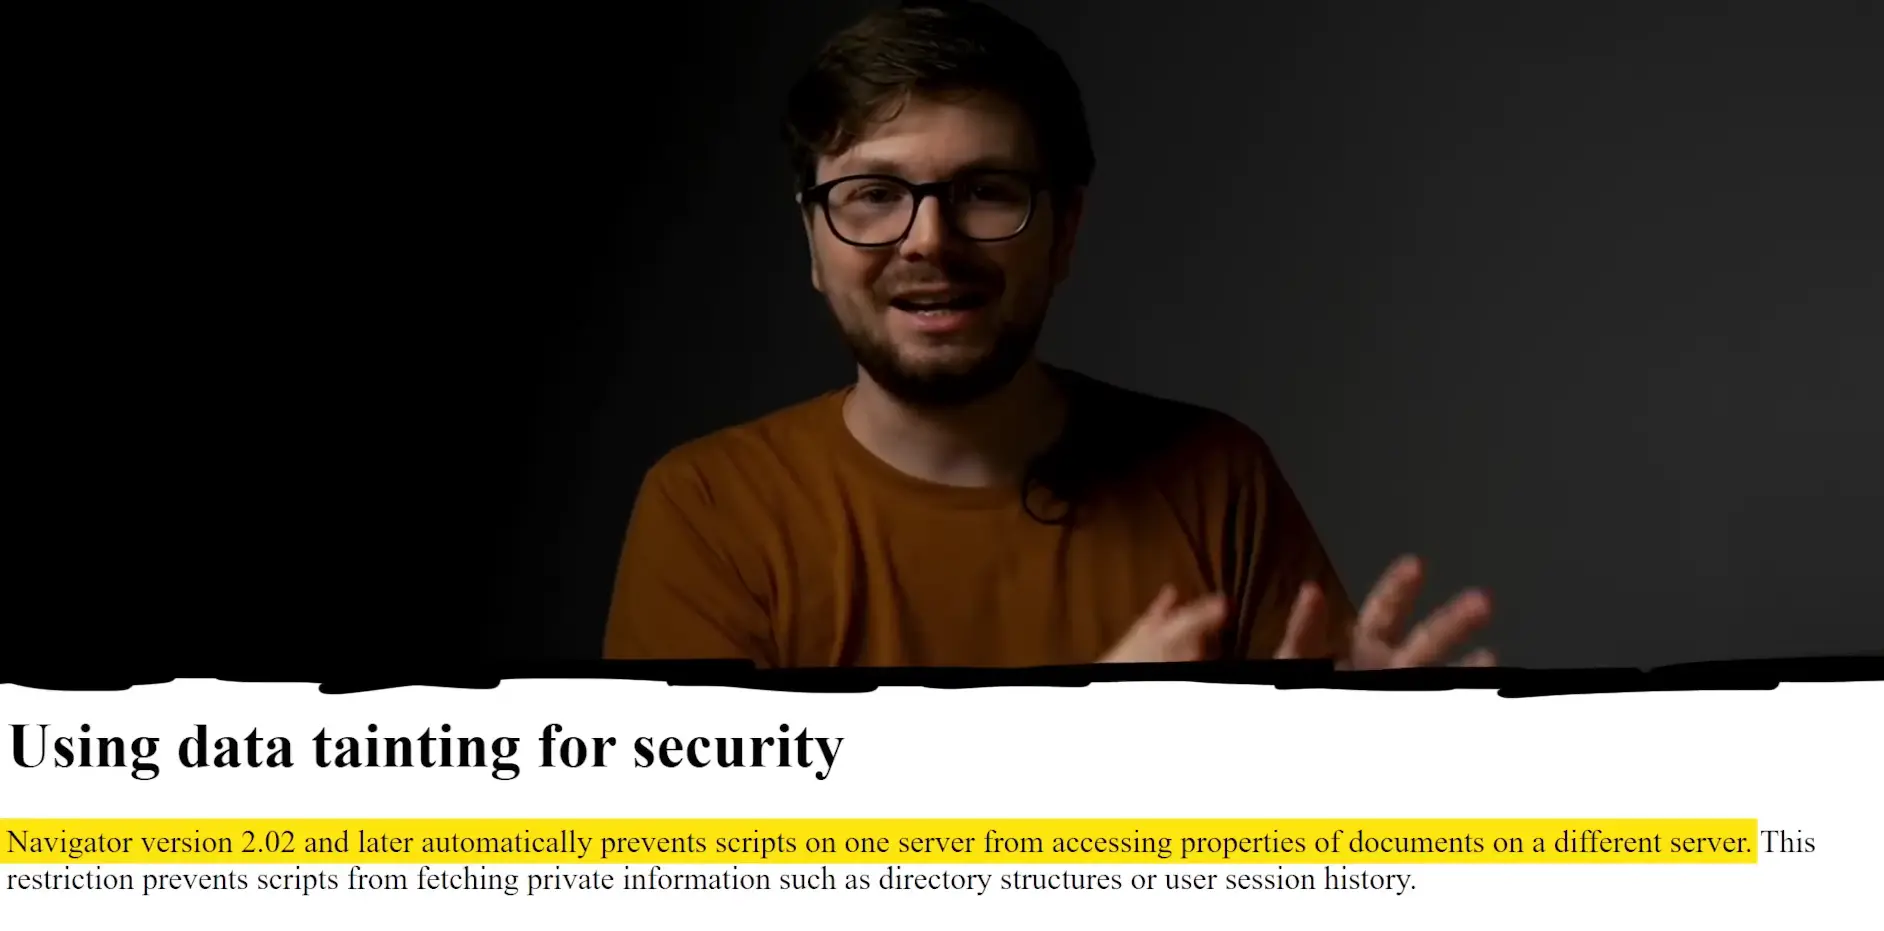 Using data tainting for security
Navigator version 2.02 and later automatically prevents scripts on one server from accessing properties of documents on a different server. This
restriction prevents scripts from fetching private information such as directory structures or user session history.